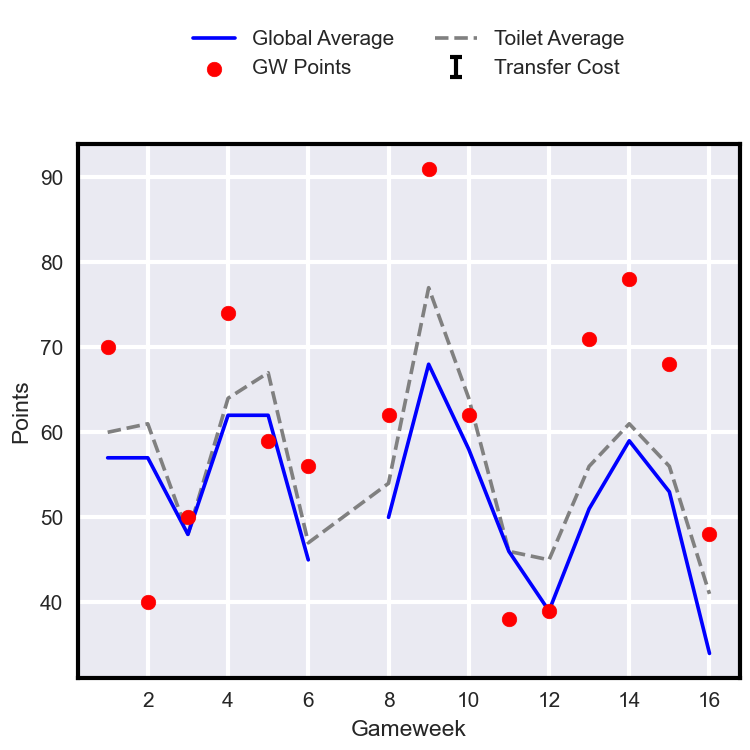 Global Average
Toilet Average
GW Points
Transfer Cost
90
80
70
60
50
40
Points
2 4 6 8 10 12 14 16
Gameweek